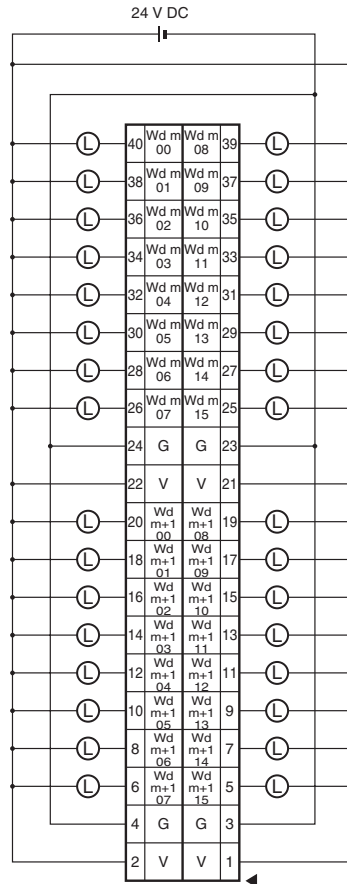 24 V DC
L 40 Wd m Wd m 39 L
00 08
L 38 Wd m Wd m 37 L
01 09
L 36 Wd m Wd m 35 L
02 10
L 34 Wd m Wd m 33 L
03 11
L 32 Wd m Wd m 31 L
04 12
L 30 Wd m Wd m 29 L
05 13
L 28 Wd m Wd m 27 L
06 14
L 26 Wd m Wd m 25 L
07 15
24 G G 23
22 V V 21
Wd Wd
L 20 m+1 m+1 19 L
00 08
Wd Wd
L 18 m+1 m+1 17 L
01 09
Wd Wd
L 16 m+1 m+1 15 L
02 10
Wd Wd
L 14 m+1 m+1 13 L
03 11
Wd Wd
L 12 m+1 m+1 11 L
04 12
Wd Wd
L 10 m+1 m+1 9 L
05 13
Wd Wd
L 8 m+1 m+1 7 L
06 14
Wd Wd
L 6 m+1 m+1 5 L
07 15
4 G G 3
2 V V 1